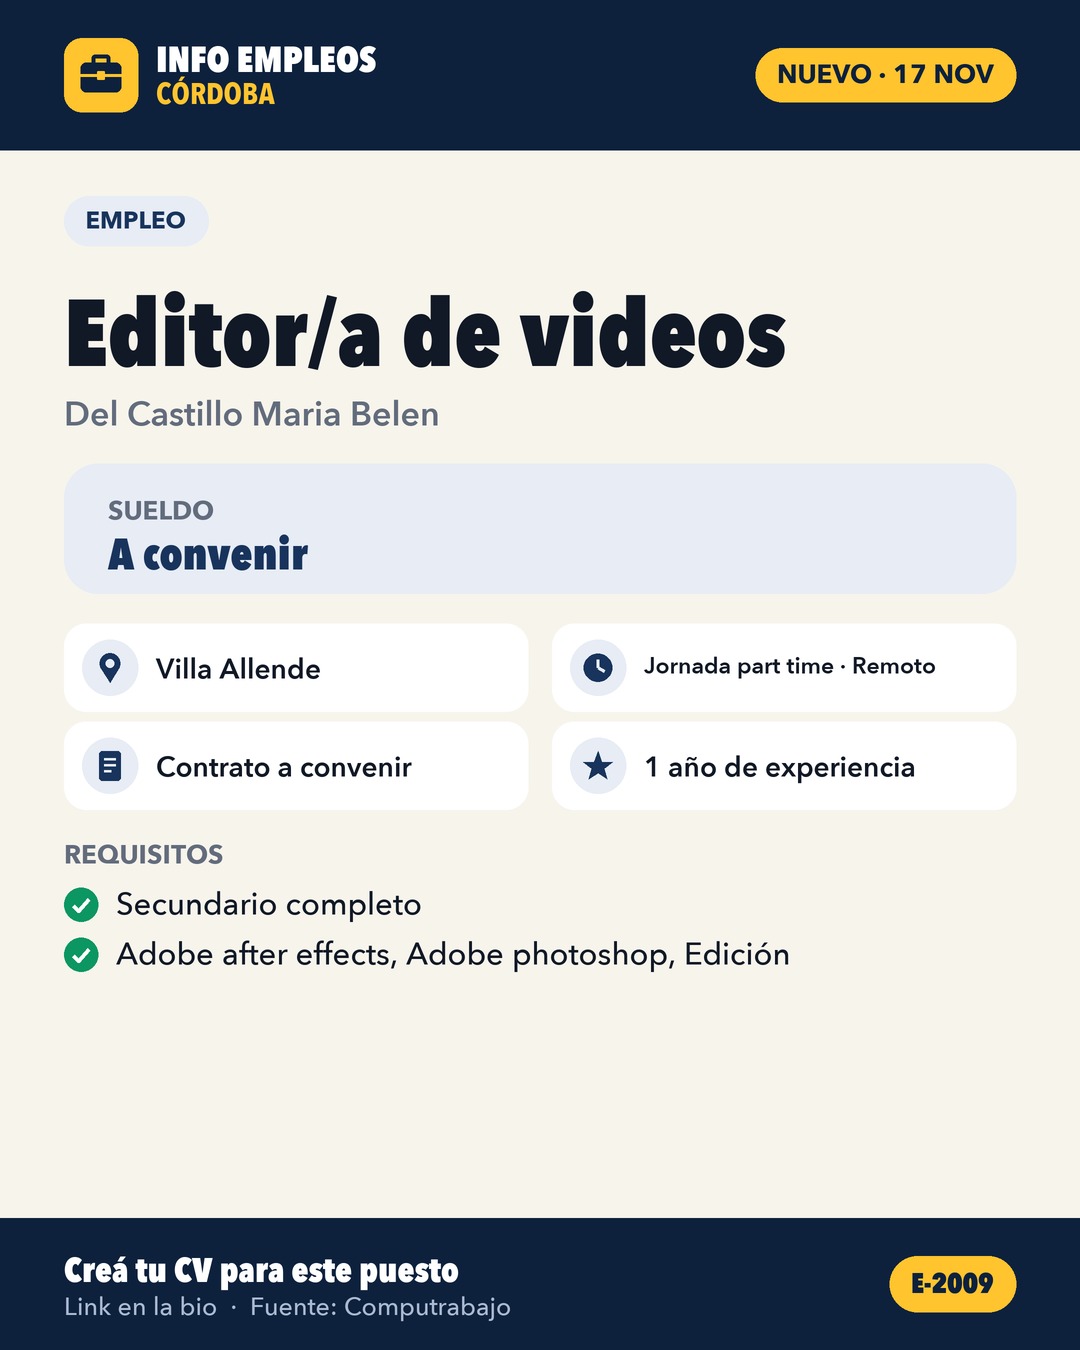 INFO EMPLEOS
CÓRDOBA
NUEVO · 17 NOV
EMPLEO
Editor/a de videos
Del Castillo Maria Belen
SUELDO
A convenir
Villa Allende
Jornada part time · Remoto
Contrato a convenir
1 año de experiencia
REQUISITOS
Secundario completo
Adobe after effects, Adobe photoshop, Edición
Creá tu CV para este puesto
Link en la bio · Fuente: Computrabajo
E-2009